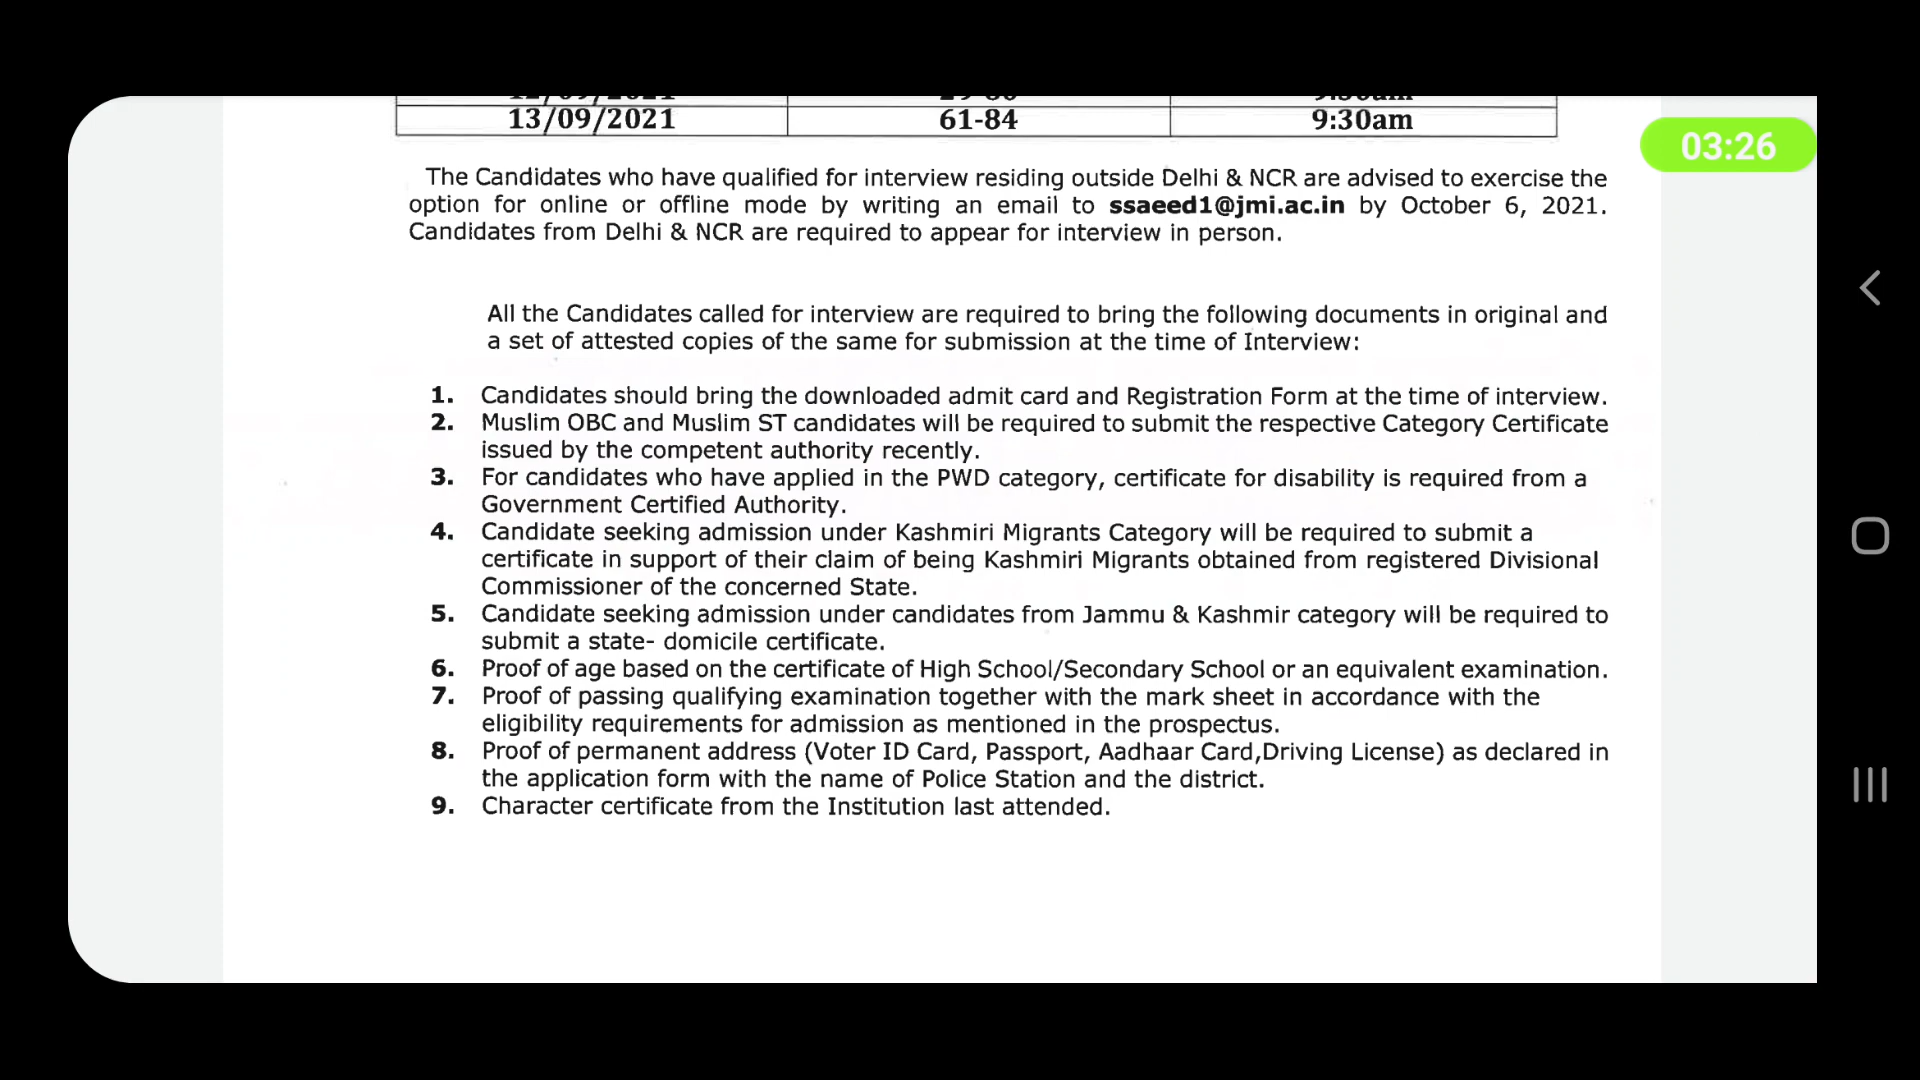 13/09/2021 61-84 9:30am
03:26
The Candidates who have qualified for interview residing outside Delhi & NCR are advised to exercise the
option for online or offline mode by writing an email to ssaeed1@jmi.ac.in by October 6, 2021.
Candidates from Delhi & NCR are required to appear for interview in person.
All the Candidates called for interview are required to bring the following documents in original and
a set of attested copies of the same for submission at the time of Interview:
1. Candidates should bring the downloaded admit card and Registration Form at the time of interview.
2. Muslim OBC and Muslim ST candidates will be required to submit the respective Category Certificate
issued by the competent authority recently.
3. For candidates who have applied in the PWD category, certificate for disability is required from a
Government Certified Authority.
4. Candidate seeking admission under Kashmiri Migrants Category will be required to submit a
certificate in support of their claim of being Kashmiri Migrants obtained from registered Divisional
Commissioner of the concerned State.
5. Candidate seeking admission under candidates from Jammu & Kashmir category will be required to
submit a state- domicile certificate.
6. Proof of age based on the certificate of High School/Secondary School or an equivalent examination.
7. Proof of passing qualifying examination together with the mark sheet in accordance with the
eligibility requirements for admission as mentioned in the prospectus.
8. Proof of permanent address (Voter ID Card, Passport, Aadhaar Card,Driving License) as declared in
the application form with the name of Police Station and the district.
9. Character certificate from the Institution last attended.